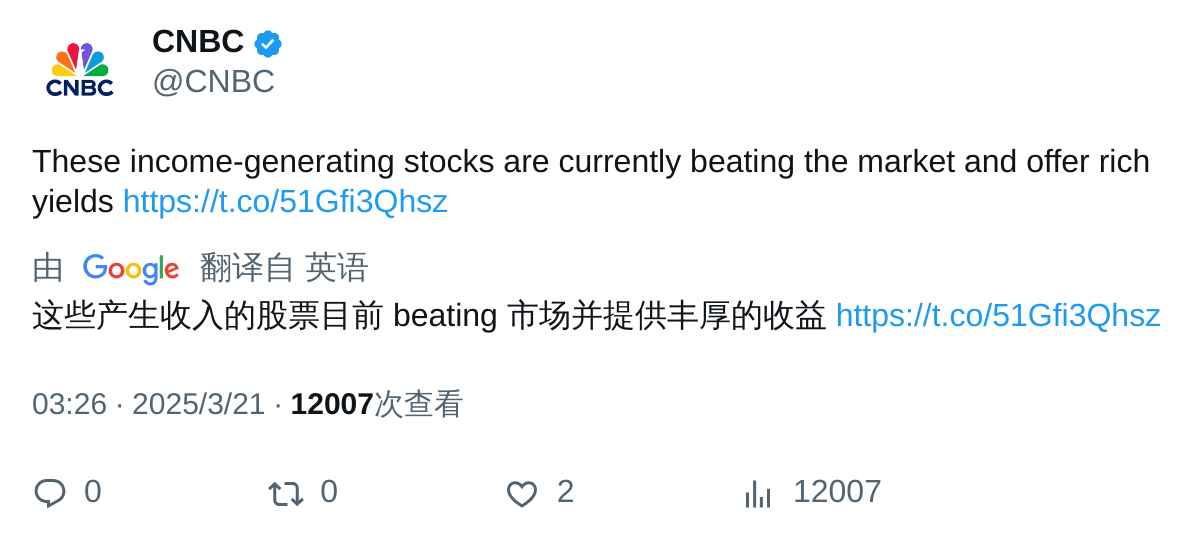 CNBC
CNBC
@CNBC
These income-generating stocks are currently beating the market and offer rich
yields https://t.co/51Gfi3Qhsz
由 Google 翻译自 英语
这些产生收入的股票目前 beating 市场并提供丰厚的收益 https://t.co/51Gfi3Qhsz
03:26 · 2025/3/21 · 12007次查看
0 0 2 12007